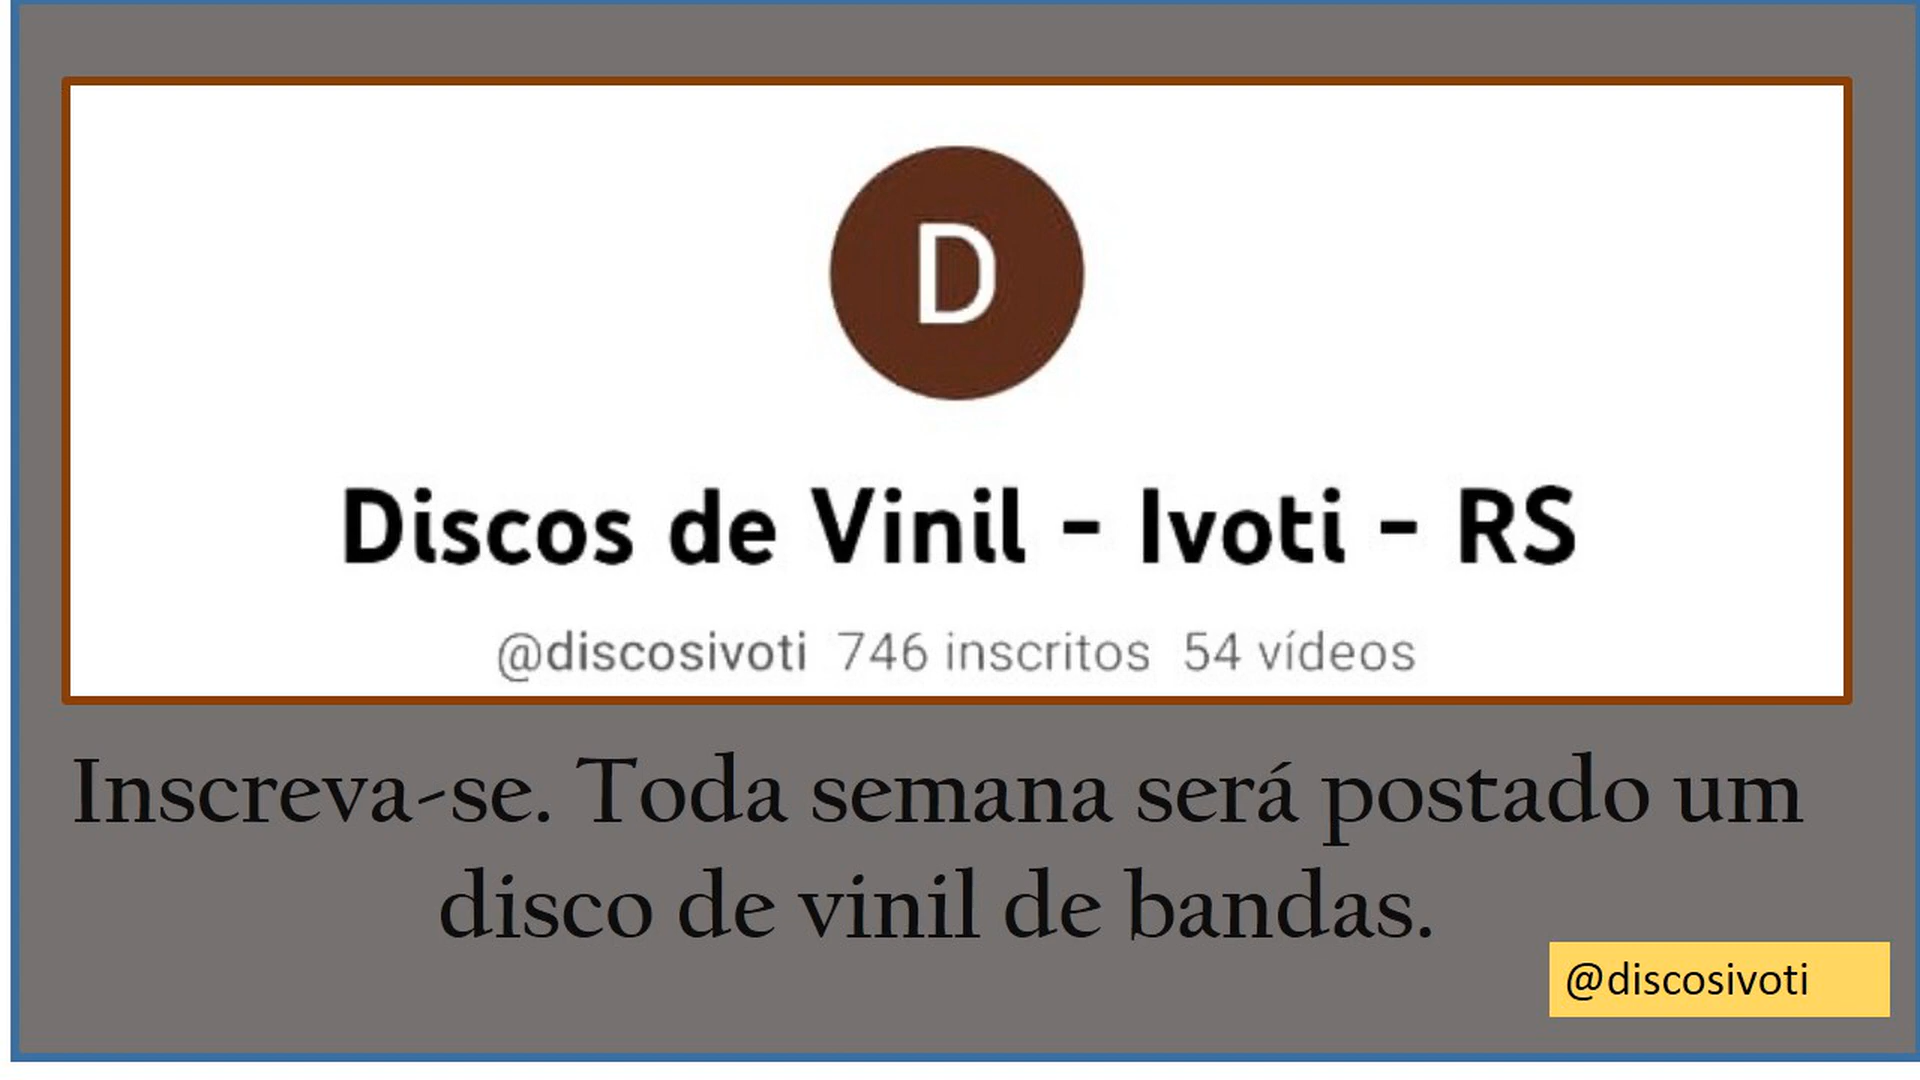 D
Discos de Vinil - Ivoti - RS
@discosivoti 746 inscritos 54 vídeos
Inscreva-se. Toda semana será postado um
disco de vinil de bandas.
@discosivoti